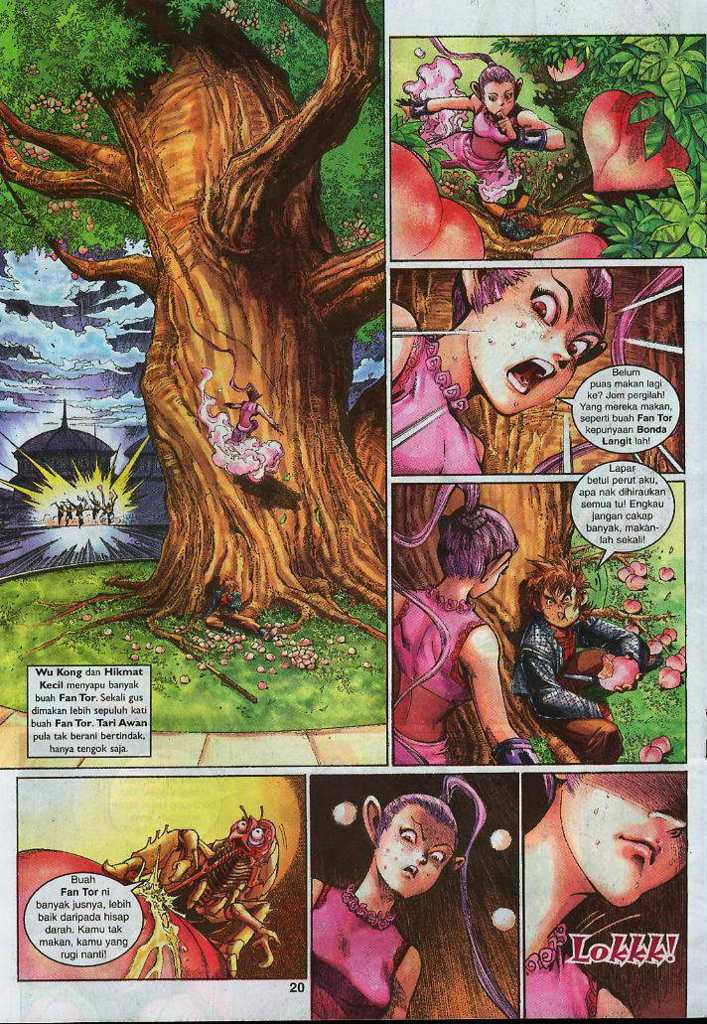 Wu Kong dan Hikmat
Kecil menyapu banyak
buah Fan Tor. Sekali gus
dimakan lebih sepuluh kati
buah Fan Tor. Tari Awan
pula tak berani bertindak,
hanya tengok saja.
Belum
puas makan lagi
ke? Jom pergilah!
Yang mereka makan,
seperti buah Fan Tor
kepunyaan Bonda
Langit lah!
Lapar
betul perut aku,
apa nak dihiraukan
semua tu! Engkau
jangan cakap
banyak, makan-
lah sekali!
Buah
Fan Tor ni
banyak jusnya, lebih
baik daripada hisap
darah. Kamu tak
makan, kamu yang
rugi nanti!
Lokkk!
20